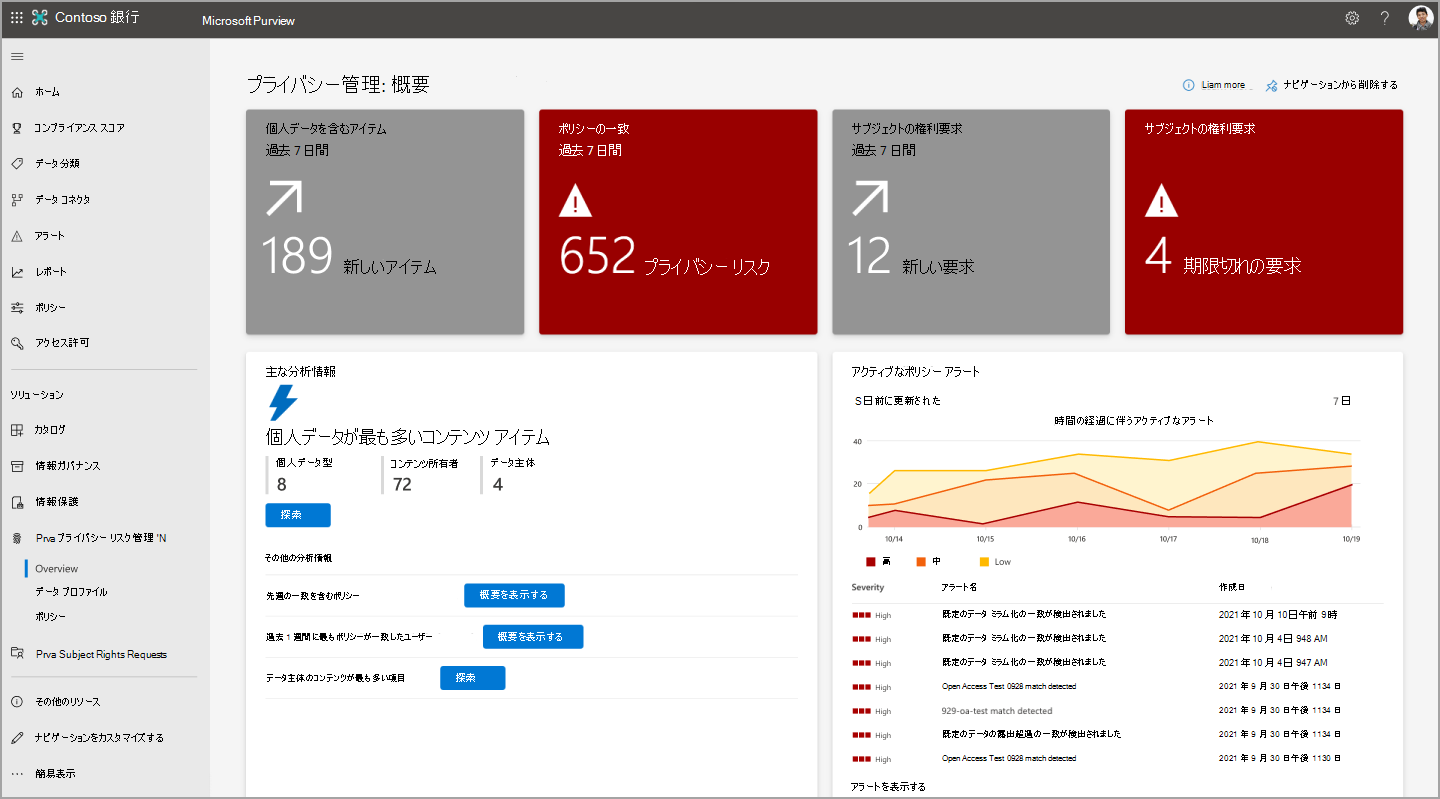 Contoso 銀行
Microsoft Purview
ホーム
コンプライアンス スコア
データ分類
データ コネクタ
アラート
レポート
ポリシー
アクセス許可
ソリューション
カタログ
情報ガバナンス
情報保護
Prva プライバシー リスク管理 'N
Overview
データ プロファイル
ポリシー
Prva Subject Rights Requests
その他のリソース
ナビゲーションをカスタマイズする
簡易表示
プライバシー管理: 概要
Liam more
ナビゲーションから削除する
個人データを含むアイテム
過去 7 日間
189 新しいアイテム
ポリシーの一致
過去 7 日間
652 プライバシー リスク
サブジェクトの権利要求
過去 7 日間
12 新しい要求
サブジェクトの権利要求
4 期限切れの要求
主な分析情報
個人データが最も多いコンテンツ アイテム
個人データ型
8
コンテンツ所有者
72
データ主体
4
探索
その他の分析情報
先週の一致を含むポリシー
概要を表示する
過去 1 週間に最もポリシーが一致したユーザー
概要を表示する
データ主体のコンテンツが最も多い項目
探索
アクティブなポリシー アラート
S日前に更新された
7 日
時間の経過に伴うアクティブなアラート
40
20
0
10/14
10/15
10/16
10/17
10/18
10/19
高
中
Low
Severity
アラート名
作成日
High
既定のデータ ミラム化の一致が検出されました
2021 年 10 月 10日午前 9時
High
既定のデータ ミラム化の一致が検出されました
2021 年 10 月 4日 948 AM
High
既定のデータ ミラム化の一致が検出されました
2021 年 10 月 4日 947 AM
High
Open Access Test 0928 match detected
2021 年 9 月 30 日午後 1134 日
High
929-oa-test match detected
2021 年 9 月 30 日午後 1134 日
High
既定のデータの露出超過の一致が検出されました
2021 年 9 月 30 日午後 1134 日
High
Open Access Test 0928 match detected
2021 年 9 月 30 日午後 1130 日
アラートを表示する